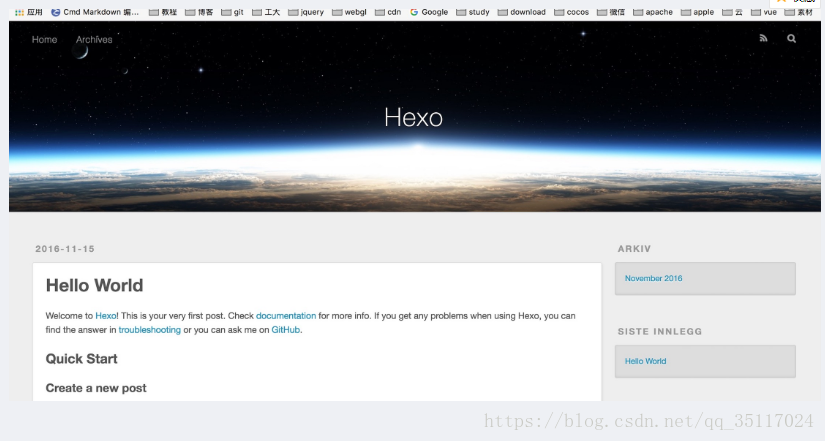 应用 Cmd Markdown 编... 教程 博客 git 工大 jquery webgl cdn Google study download cocos 微信 apache apple 云 vue 素材
Home Archives
Hexo
2016-11-15
Hello World
Welcome to Hexo! This is your very first post. Check documentation for more info. If you get any problems when using Hexo, you can
find the answer in troubleshooting or you can ask me on GitHub.
Quick Start
Create a new post
ARKIV
November 2016
SISTE INNLEGG
Hello World
https://blog.csdn.net/qq_35117024